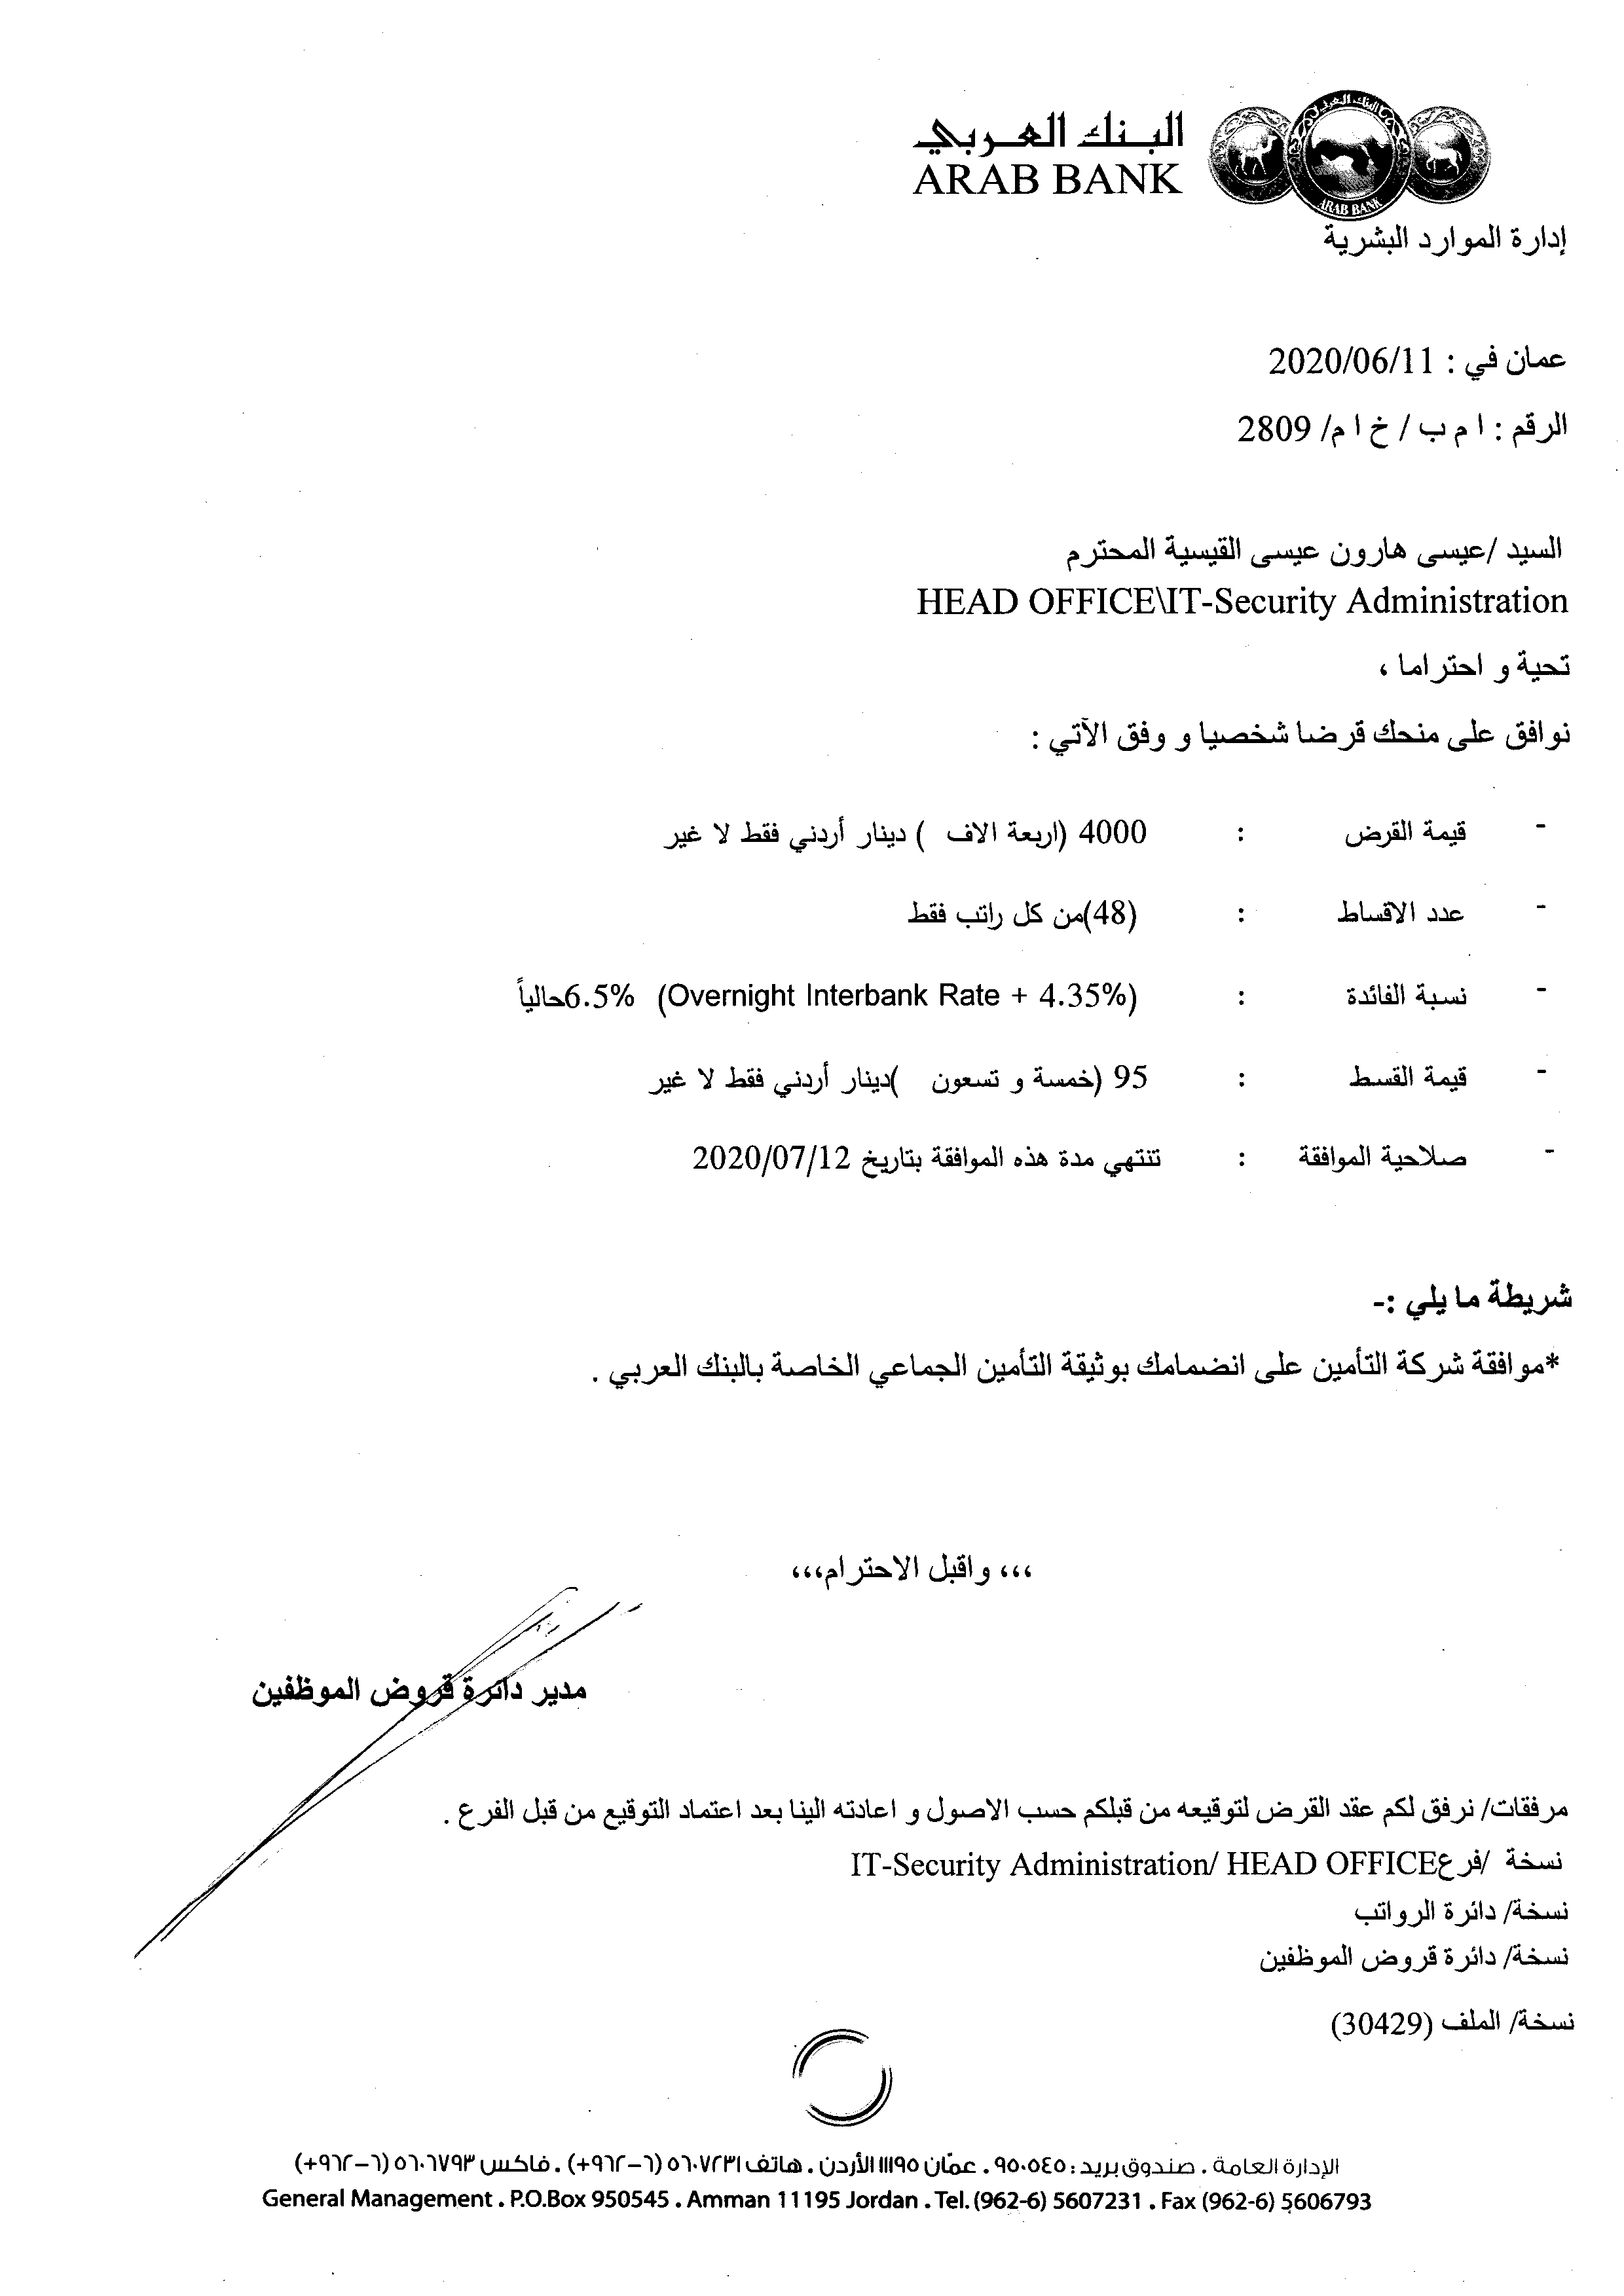 البنك العربي
ARAB BANK
البنك العربي
ARAB BANK
إدارة الموارد البشرية
عمان في : 2020/06/11
الرقم : ا م ب / خ ا م/ 2809
السيد /عيسى هارون عيسى القيسية المحترم
HEAD OFFICE\IT-Security Administration
تحية و احتراما ،
نوافق على منحك قرضا شخصيا و وفق الآتي :
- قيمة القرض : 4000 (اربعة الاف ) دينار أردني فقط لا غير
- عدد الاقساط : (48)من كل راتب فقط
- نسبة الفائدة : (Overnight Interbank Rate + 4.35%) 6.5%حالياً
- قيمة القسط : 95 (خمسة و تسعون )دينار أردني فقط لا غير
- صلاحية الموافقة : تنتهي مدة هذه الموافقة بتاريخ 2020/07/12
شريطة ما يلي :-
*موافقة شركة التأمين على انضمامك بوثيقة التأمين الجماعي الخاصة بالبنك العربي .
،،، واقبل الاحترام،،،
مدير دائرة قروض الموظفين
مرفقات/ نرفق لكم عقد القرض لتوقيعه من قبلكم حسب الاصول و اعادته الينا بعد اعتماد التوقيع من قبل الفرع .
نسخة /فرعIT-Security Administration/ HEAD OFFICE
نسخة/ دائرة الرواتب
نسخة/ دائرة قروض الموظفين
نسخة/ الملف (30429)
الإدارة العامة . صندوق بريد : ٩٥٠٥٤٥ . عمّان ١١١٩٥ الأردن . هاتف ٥٦٠٧٢٣١ (٦-٩٦٢+) . فاكس ٥٦٠٦٧٩٣ (٦-٩٦٢+)
General Management . P.O.Box 950545 . Amman 11195 Jordan . Tel. (962-6) 5607231 . Fax (962-6) 5606793